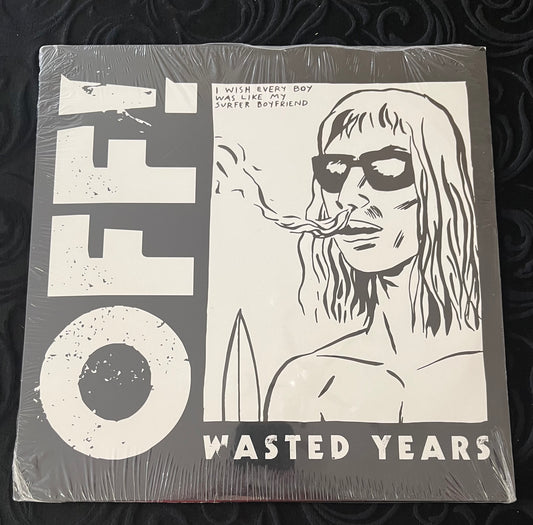 OFF!
I WISH EVERY BOY
WAS LIKE MY
SURFER BOYFRIEND
WASTED YEARS